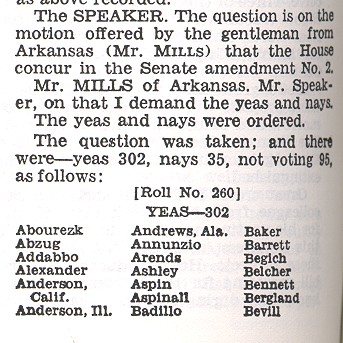 as above recorded.
The SPEAKER. The question is on the
motion offered by the gentleman from
Arkansas (Mr. MILLS) that the House
concur in the Senate amendment No. 2.
Mr. MILLS of Arkansas. Mr. Speak-
er, on that I demand the yeas and nays.
The yeas and nays were ordered.
The question was taken; and there
were—yeas 302, nays 35, not voting 95,
as follows:
[Roll No. 260]
YEAS—302
Abourezk Andrews, Ala. Baker
Abzug Annunzio Barrett
Addabbo Arends Begich
Alexander Ashley Belcher
Anderson, Aspin Bennett
Calif. Aspinall Bergland
Anderson, Ill. Badillo Bevill